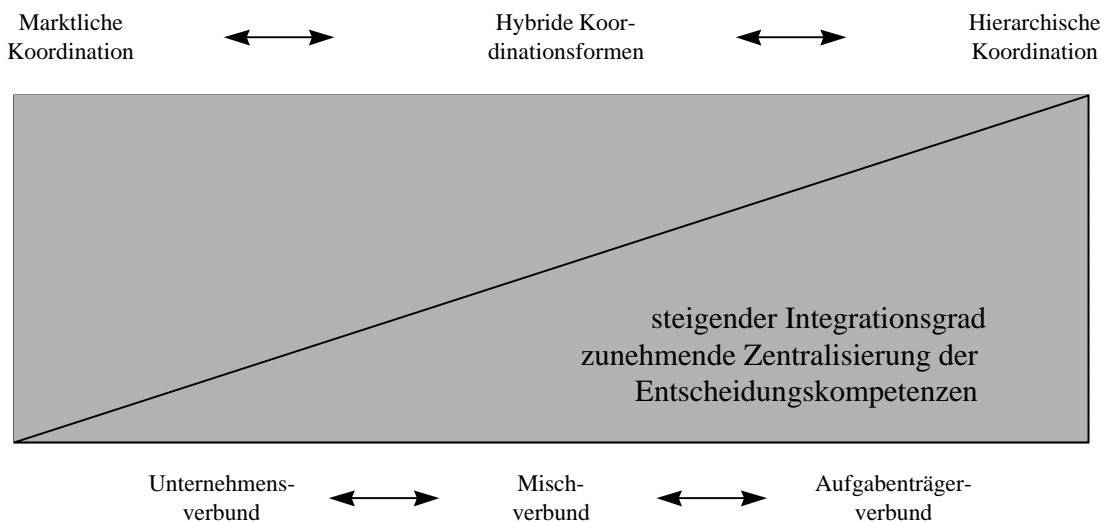 Marktliche
Koordination
Hybride Koor-
dinationsformen
Hierarchische
Koordination
steigender Integrationsgrad
zunehmende Zentralisierung der
Entscheidungskompetenzen
Unternehmens-
verbund
Misch-
verbund
Aufgabenträger-
verbund